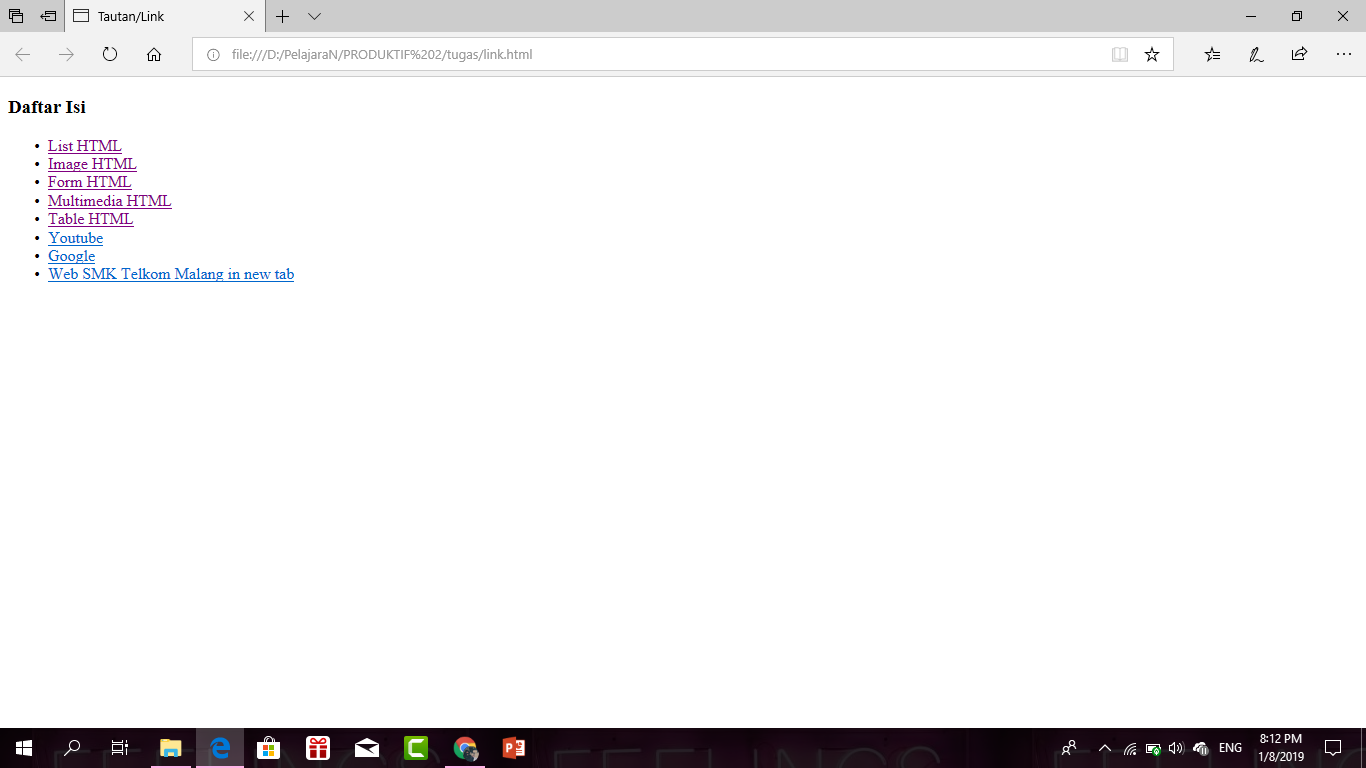 Tautan/Link
file:///D:/PelajaraN/PRODUKTIF%202/tugas/link.html
Daftar Isi
List HTML
Image HTML
Form HTML
Multimedia HTML
Table HTML
Youtube
Google
Web SMK Telkom Malang in new tab
FEELINGS
ENG
8:12 PM
1/8/2019